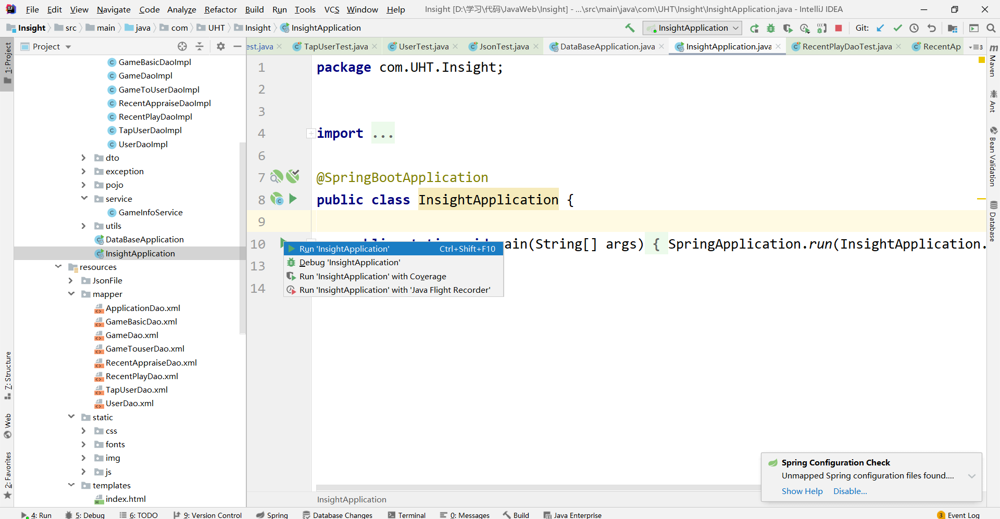 File Edit View Navigate Code Analyze Refactor Build Run Tools VCS Window Help Insight [D:\学习\代码\JavaWeb\Insight] - ...\src\main\java\com\UHT\Insight\InsightApplication.java - IntelliJ IDEA
Insight src main java com UHT Insight InsightApplication InsightApplication Git:
Project est.java TapUserTest.java UserTest.java JsonTest.java DataBaseApplication.java InsightApplication.java RecentPlayDaoTest.java RecentAp 3
1: Project
7: Structure
Web
2: Favorites
GameBasicDaoImpl
GameDaoImpl
GameToUserDaoImpl
RecentAppraiseDaoImpl
RecentPlayDaoImpl
TapUserDaoImpl
UserDaoImpl
dto
exception
pojo
service
GameInfoService
utils
DataBaseApplication
InsightApplication
resources
JsonFile
mapper
ApplicationDao.xml
GameBasicDao.xml
GameDao.xml
GameTouserDao.xml
RecentAppraiseDao.xml
RecentPlayDao.xml
TapUserDao.xml
UserDao.xml
static
css
fonts
img
js
templates
index.html
1 package com.UHT.Insight;
2
3
4 import ...
6
7 @SpringBootApplication
8 public class InsightApplication {
9
10 ain(String[] args) { SpringApplication.run(InsightApplication.
13
14
Run 'InsightApplication' Ctrl+Shift+F10
Debug 'InsightApplication'
Run 'InsightApplication' with Coverage
Run 'InsightApplication' with 'Java Flight Recorder'
InsightApplication
Maven
Ant
Bean Validation
Database
Spring Configuration Check
Unmapped Spring configuration files found....
Show Help Disable...
4: Run 5: Debug 6: TODO 9: Version Control Spring Database Changes Terminal 0: Messages Build Java Enterprise 3 Event Log